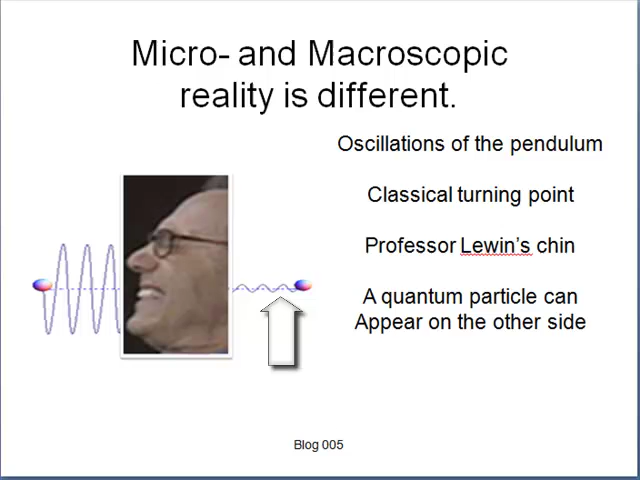 Micro- and Macroscopic
reality is different.
Oscillations of the pendulum
Classical turning point
Professor Lewin's chin
A quantum particle can
Appear on the other side
Blog 005